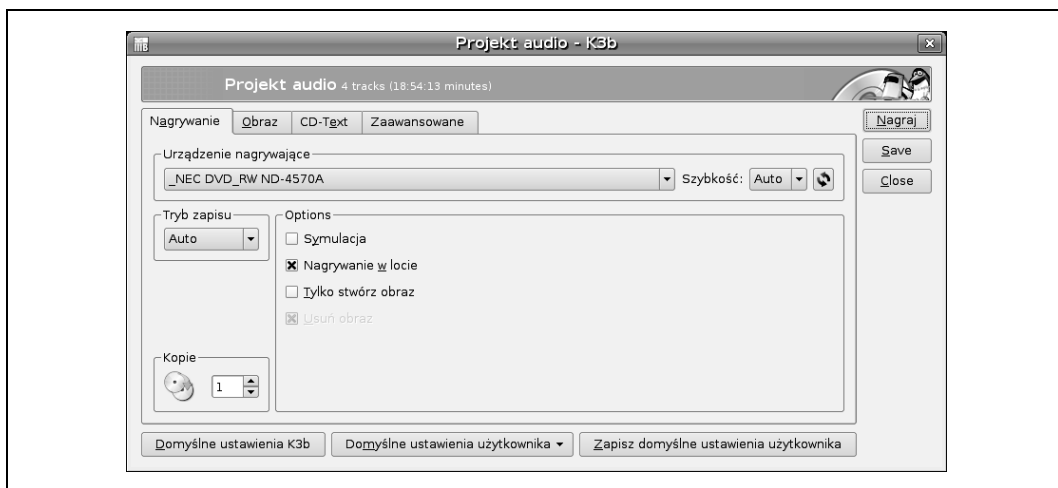 Projekt audio - K3b
Projekt audio 4 tracks (18:54:13 minutes)
Nagrywanie Obraz CD-Text Zaawansowane
Nagraj
Save
Close
Urządzenie nagrywające
_NEC DVD_RW ND-4570A Szybkość: Auto
Tryb zapisu
Auto
Options
Symulacja
Nagrywanie w locie
Tylko stwórz obraz
Usuń obraz
Kopie
1
Domyślne ustawienia K3b Domyślne ustawienia użytkownika Zapisz domyślne ustawienia użytkownika